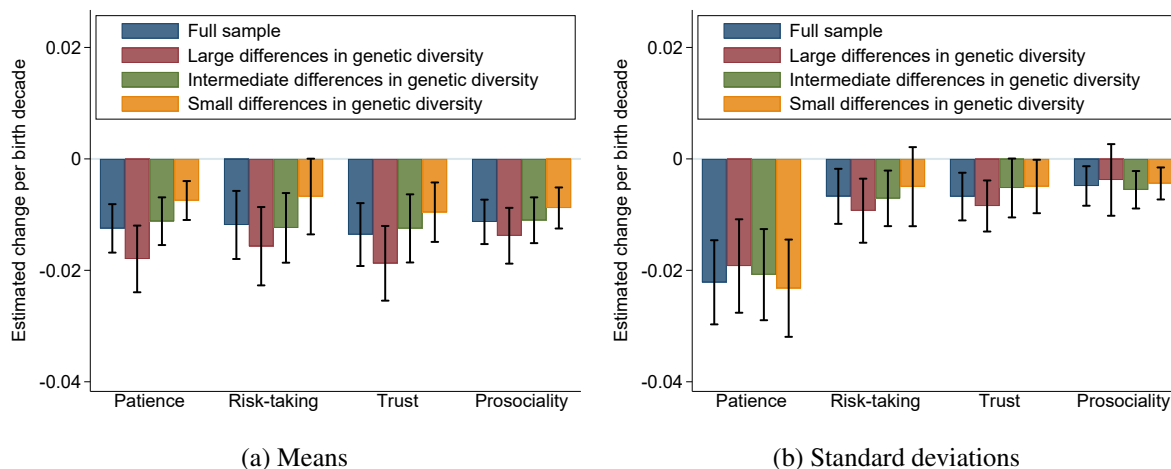 Full sample
Large differences in genetic diversity
Intermediate differences in genetic diversity
Small differences in genetic diversity
Estimated change per birth decade
0.02
0
-0.02
-0.04
Patience Risk-taking Trust Prosociality
(a) Means
Full sample
Large differences in genetic diversity
Intermediate differences in genetic diversity
Small differences in genetic diversity
Estimated change per birth decade
0.02
0
-0.02
-0.04
Patience Risk-taking Trust Prosociality
(b) Standard deviations